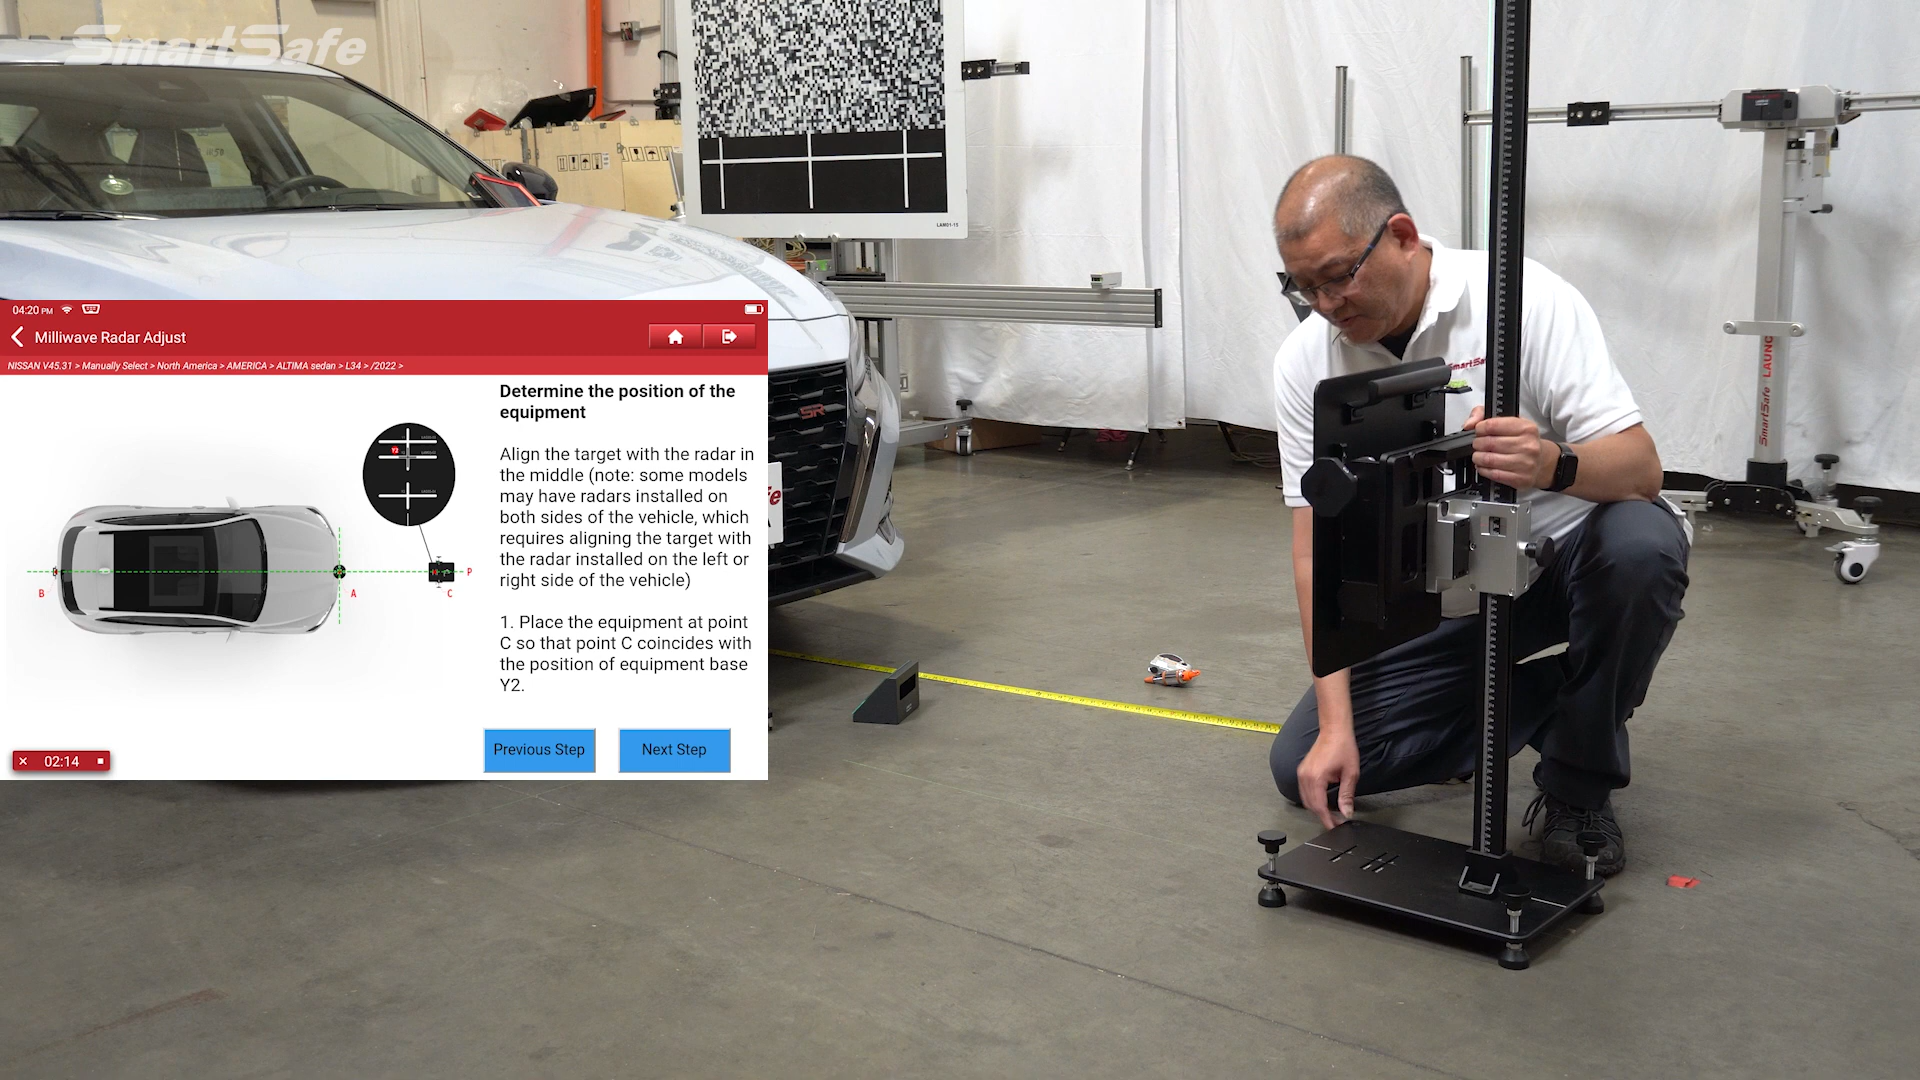 SmartSafe
04:20 PM
Milliwave Radar Adjust
NISSAN V45.31 > Manually Select > North America > AMERICA > ALTIMA sedan > L34 > /2022 >
Determine the position of the
equipment
Align the target with the radar in
the middle (note: some models
may have radars installed on
both sides of the vehicle, which
requires aligning the target with
the radar installed on the left or
right side of the vehicle)
1. Place the equipment at point
C so that point C coincides with
the position of equipment base
Y2.
Y2
P
B
A
C
Previous Step
Next Step
02:14
LAM01-15
SR
SmartSafe
SmartSafe LAUNC